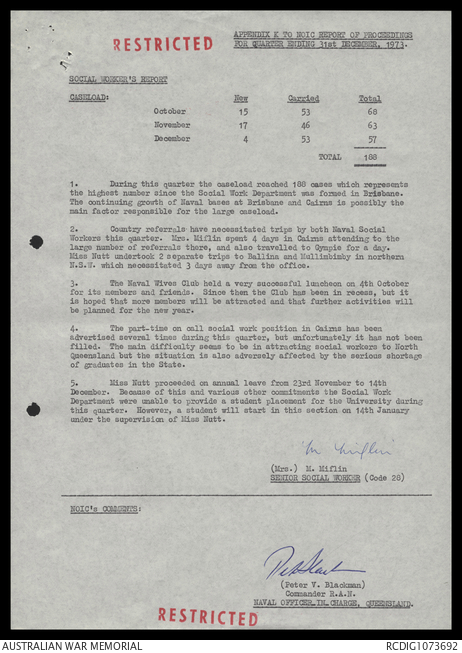 RESTRICTED
APPENDIX K TO NOIC REPORT OF PROCEEDINGS
FOR QUARTER ENDING 31st DECEMBER, 1973.
SOCIAL WORKER'S REPORT
CASELOAD: New Carried Total
October 15 53 68
November 17 46 63
December 4 53 57
TOTAL 188
1. During this quarter the caseload reached 188 cases which represents
the highest number since the Social Work Department was formed in Brisbane.
The continuing growth of Naval bases at Brisbane and Cairns is possibly the
main factor responsible for the large caseload.
2. Country referrals have necessitated trips by both Naval Social
Workers this quarter. Mrs. Miflin spent 4 days in Cairns attending to the
large number of referrals there, and also travelled to Gympie for a day.
Miss Nutt undertook 2 separate trips to Ballina and Mullimbimby in northern
N.S.W. which necessitated 3 days away from the office.
3. The Naval Wives Club held a very successful luncheon on 4th October
for its members and friends. Since them the Club has been in recess, but it
is hoped that more members will be attracted and that further activities will
be planned for the new year.
4. The part-time on call social work position in Cairns has been
advertised several times during this quarter, but unfortunately it has not been
filled. The main difficulty seems to be in attracting social workers to North
Queensland but the situation is also adversely affected by the serious shortage
of graduates in the State.
5. Miss Nutt proceeded on annual leave from 23rd November to 14th
December. Because of this and various other commitments the Social Work
Department were unable to provide a student placement for the University during
this quarter. However, a student will start in this section on 14th January
under the supervision of Miss Nutt.
M Miflin
(Mrs.) M. Miflin
SENIOR SOCIAL WORKER (Code 20)
NOIC's COMMENTS:
(Peter V. Blackman)
Commander R.A.N.
NAVAL OFFICER IN CHARGE, QUEENSLAND.
RESTRICTED
AUSTRALIAN WAR MEMORIAL RCDIG1073692